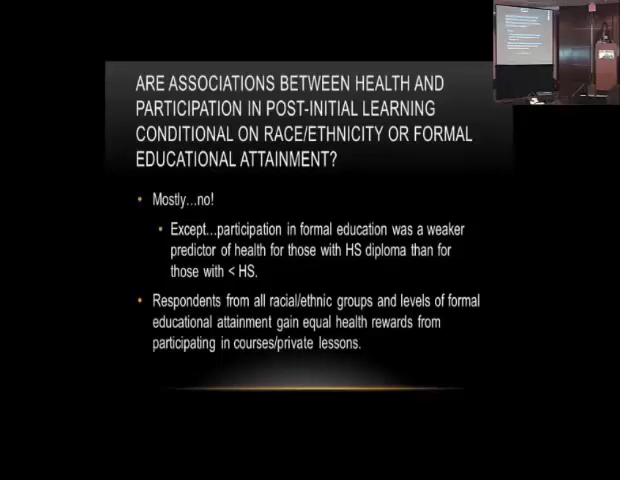 ARE ASSOCIATIONS BETWEEN HEALTH AND
PARTICIPATION IN POST-INITIAL LEARNING
CONDITIONAL ON RACE/ETHNICITY OR FORMAL
EDUCATIONAL ATTAINMENT?
• Mostly…no!
• Except…participation in formal education was a weaker
predictor of health for those with HS diploma than for
those with < HS.
• Respondents from all racial/ethnic groups and levels of formal
educational attainment gain equal health rewards from
participating in courses/private lessons.